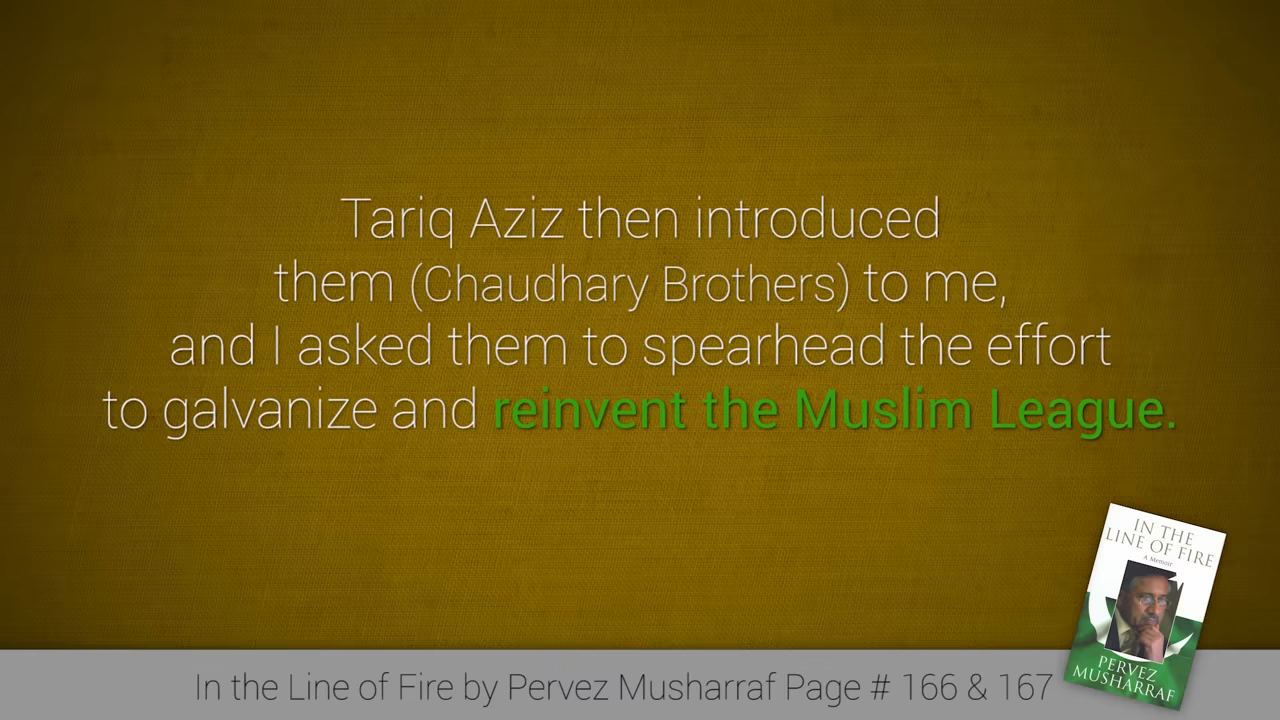 Tariq Aziz then introduced
them (Chaudhary Brothers) to me,
and I asked them to spearhead the effort
to galvanize and reinvent the Muslim League.
IN THE
LINE OF FIRE
A Memoir
PERVEZ
MUSHARRAF
In the Line of Fire by Pervez Musharraf Page # 166 & 167